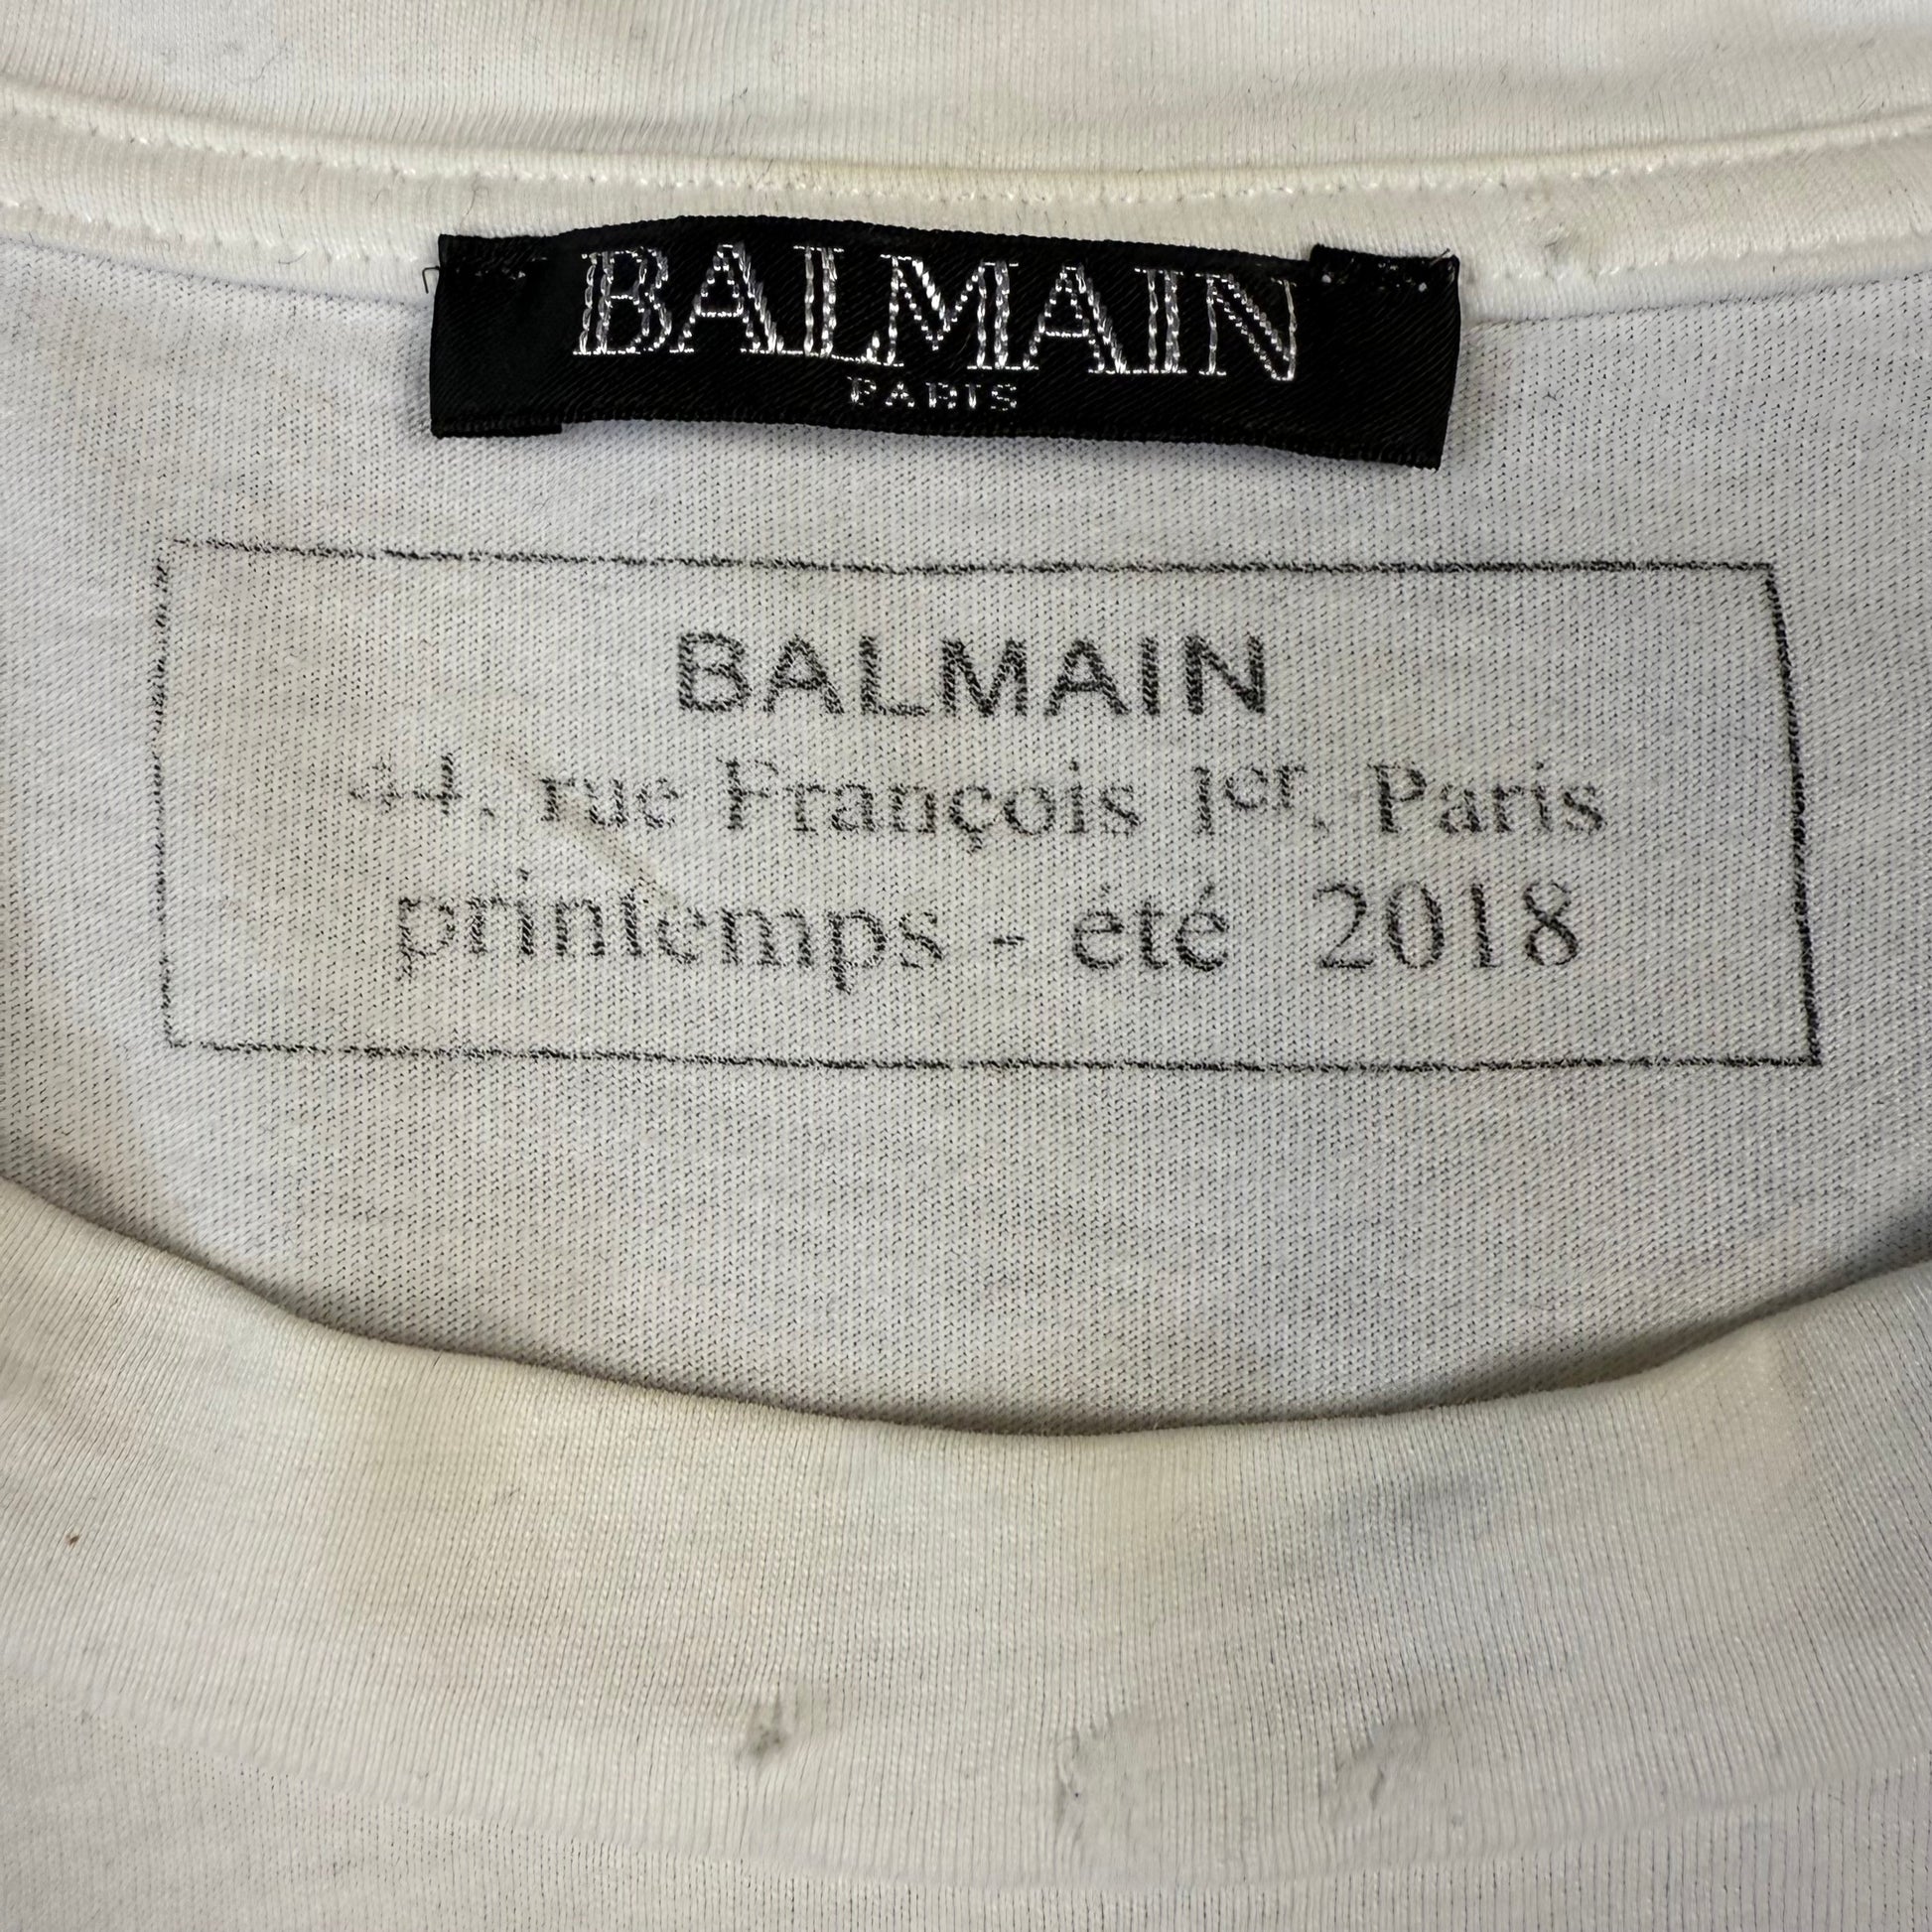 BALMAIN
PARIS
BALMAIN
44, rue François 1er, Paris
printemps - été 2018